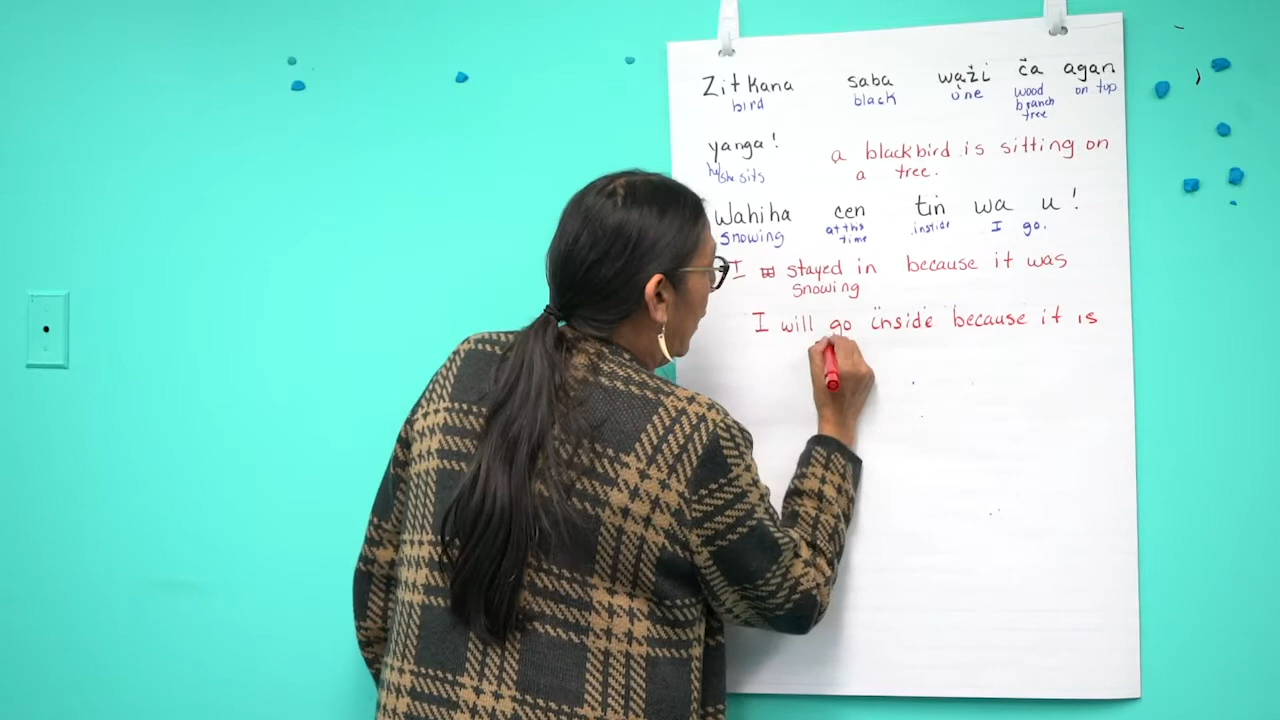 Zitkana saba waži ča agan
bird black one wood branch tree on top
yanga!
he/she sits
a blackbird is sitting on
a tree.
Wahiha cen tin wa u!
snowing at this time inside I go.
I stayed in because it was
snowing
I will go inside because it is